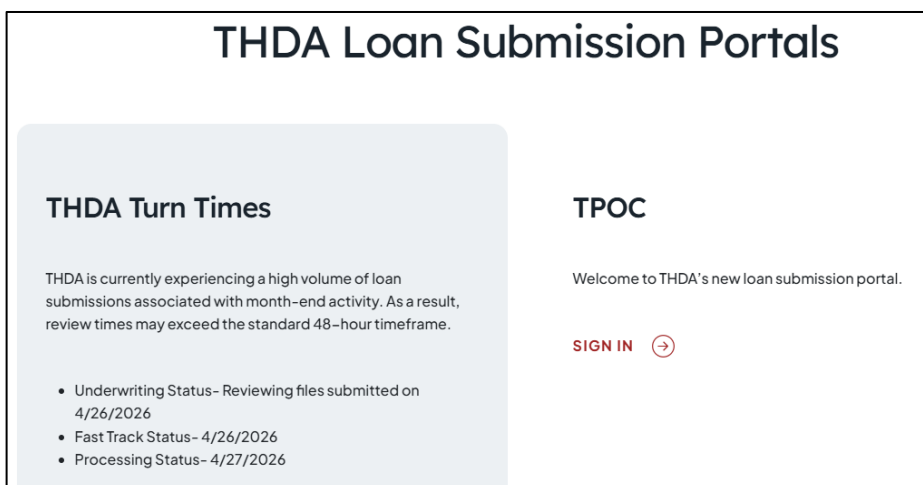 THDA Loan Submission Portals
THDA Turn Times
THDA is currently experiencing a high volume of loan
submissions associated with month-end activity. As a result,
review times may exceed the standard 48-hour timeframe.
• Underwriting Status- Reviewing files submitted on
4/26/2026
• Fast Track Status- 4/26/2026
• Processing Status- 4/27/2026
TPOC
Welcome to THDA's new loan submission portal.
SIGN IN